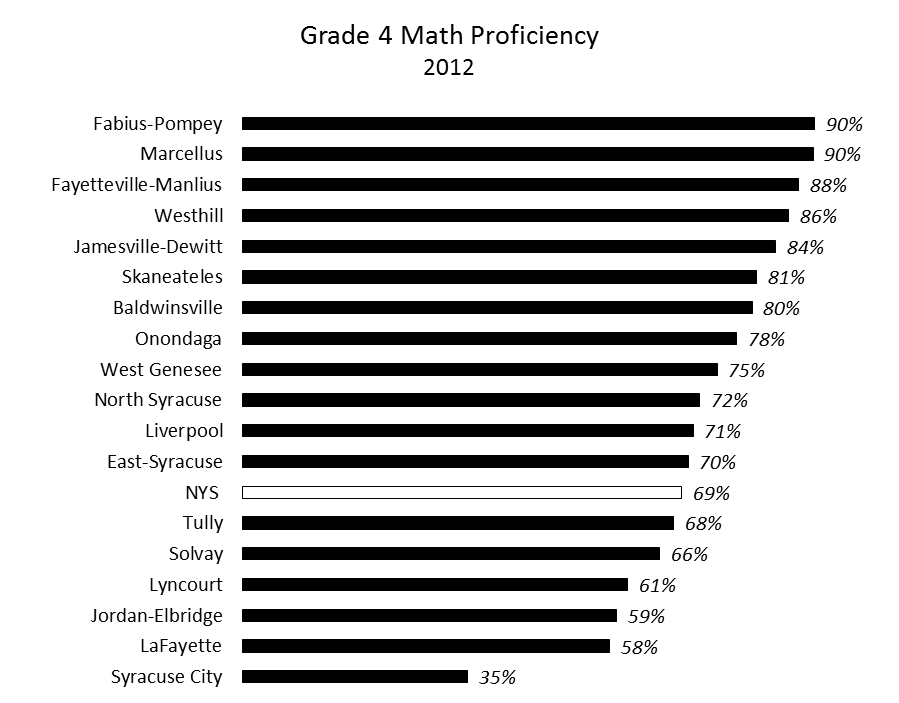 Grade 4 Math Proficiency
2012
Fabius-Pompey 90%
Marcellus 90%
Fayetteville-Manlius 88%
Westhill 86%
Jamesville-Dewitt 84%
Skaneateles 81%
Baldwinsville 80%
Onondaga 78%
West Genesee 75%
North Syracuse 72%
Liverpool 71%
East-Syracuse 70%
NYS 69%
Tully 68%
Solvay 66%
Lyncourt 61%
Jordan-Elbridge 59%
LaFayette 58%
Syracuse City 35%